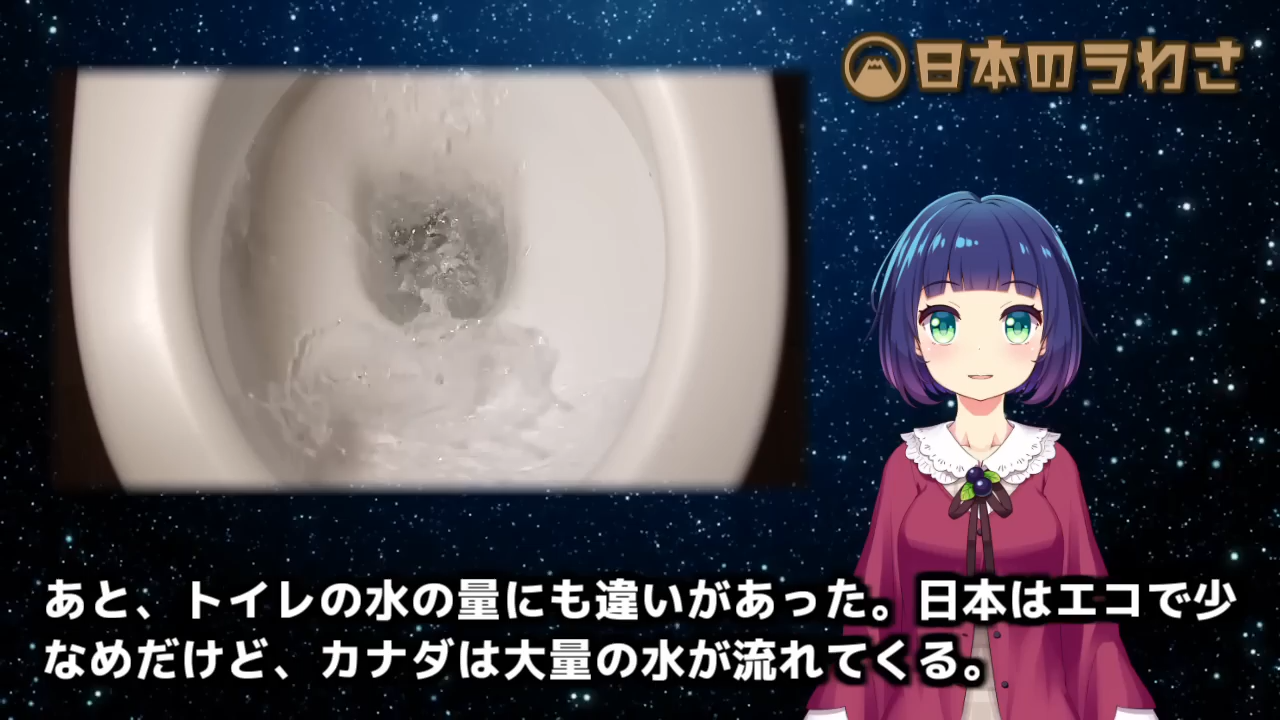 日本のうわさ
あと、トイレの水の量にも違いがあった。日本はエコで少
なめだけど、カナダは大量の水が流れてくる。